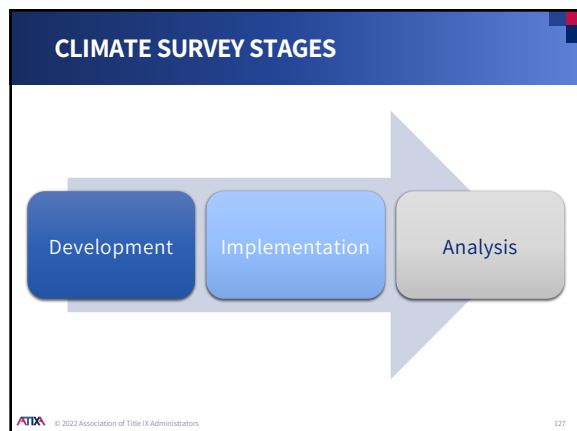 CLIMATE SURVEY STAGES
Development
Implementation
Analysis
ATIXA © 2022 Association of Title IX Administrators
127